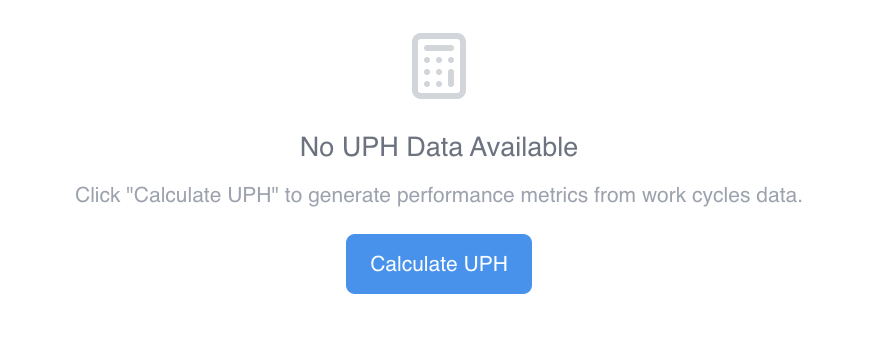 No UPH Data Available
Click "Calculate UPH" to generate performance metrics from work cycles data.
Calculate UPH